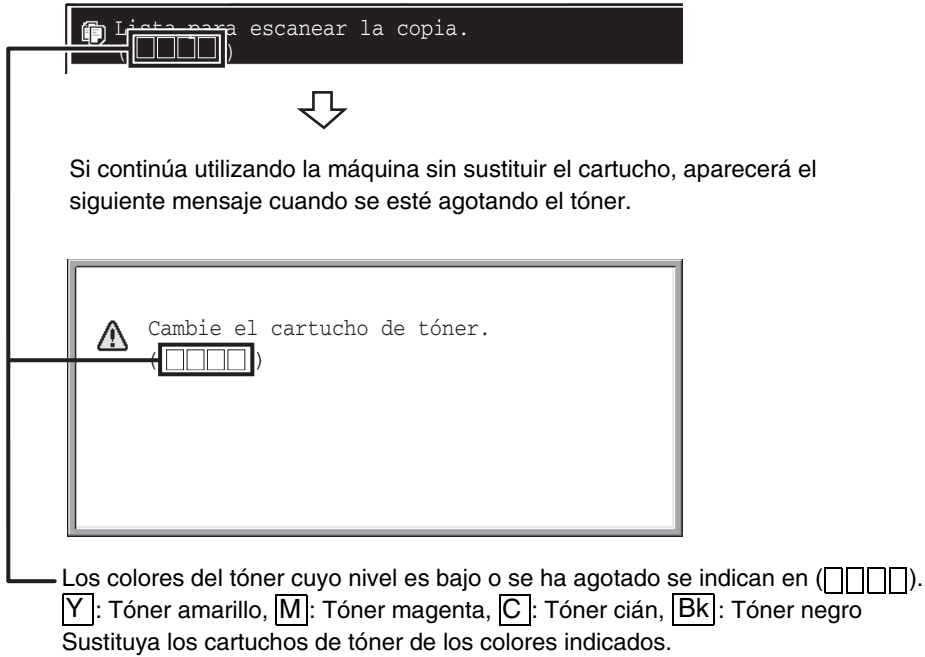 Lista para escanear la copia.
(□□□□)
Si continúa utilizando la máquina sin sustituir el cartucho, aparecerá el
siguiente mensaje cuando se esté agotando el tóner.
Cambie el cartucho de tóner.
(□□□□)
Los colores del tóner cuyo nivel es bajo o se ha agotado se indican en (□□□□).
Y : Tóner amarillo, M: Tóner magenta, C : Tóner cián, Bk: Tóner negro
Sustituya los cartuchos de tóner de los colores indicados.